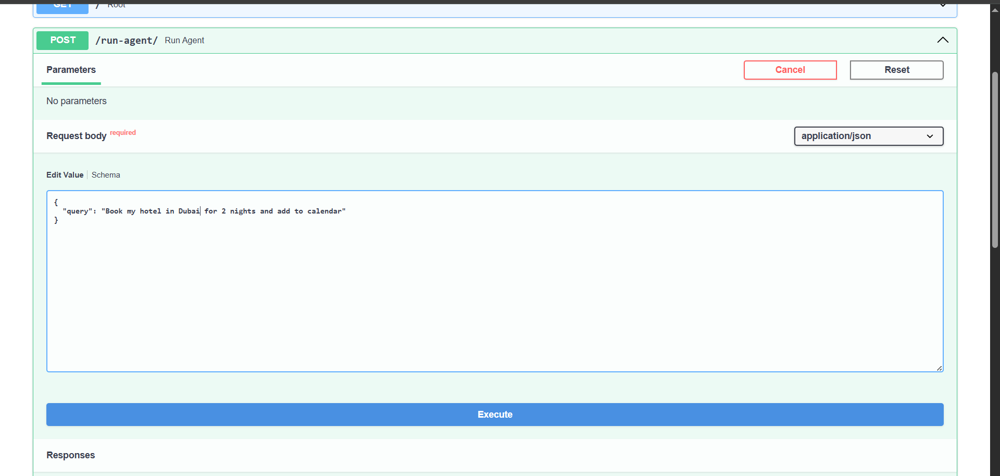 GET / Root
POST /run-agent/ Run Agent
Parameters
Cancel
Reset
No parameters
Request body required
application/json
Edit Value | Schema
{
"query": "Book my hotel in Dubai for 2 nights and add to calendar"
}
Execute
Responses